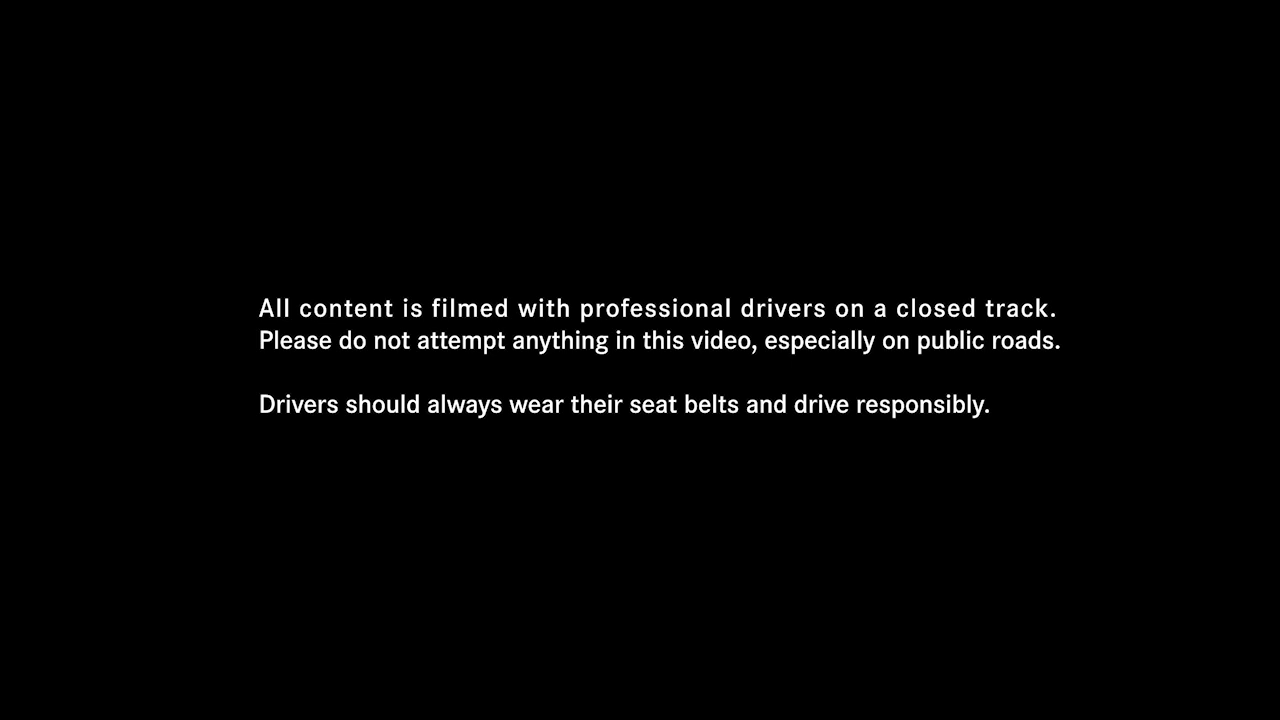 All content is filmed with professional drivers on a closed track.
Please do not attempt anything in this video, especially on public roads.
Drivers should always wear their seat belts and drive responsibly.